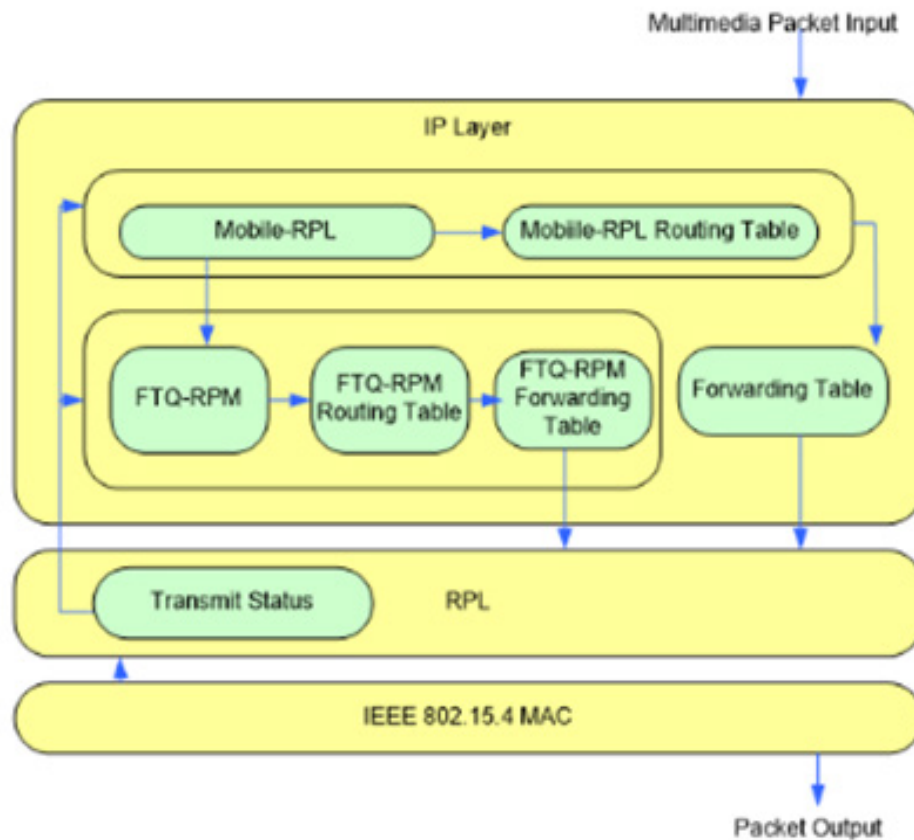 Multimedia Packet Input
IP Layer
Mobile-RPL
Mobiile-RPL Routing Table
FTQ-RPM
FTQ-RPM
Routing Table
FTQ-RPM
Forwarding
Table
Forwarding Table
Transmit Status
RPL
IEEE 802.15.4 MAC
Packet Output